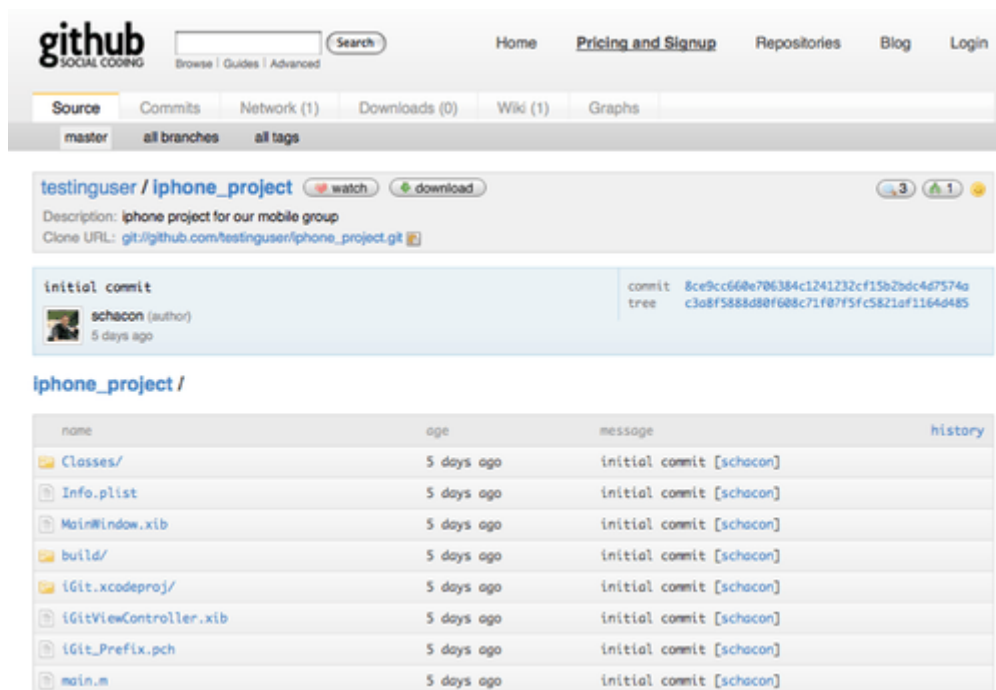 github
SOCIAL CODING
Search
Home Pricing and Signup Repositories Blog Login
Browse | Guides | Advanced
Source Commits Network (1) Downloads (0) Wiki (1) Graphs
master all branches all tags
testinguser / iphone_project watch download 3 1
Description: iphone project for our mobile group
Clone URL: git://github.com/testinguser/iphone_project.git
initial commit commit 8ce9cc660e706384c1241232cf15b2bdc4d7574a
tree c3a8f5888d80f608c71f07f5fc5821af1164d485
schacon (author)
5 days ago
iphone_project /
name age message history
Classes/ 5 days ago initial commit [schacon]
Info.plist 5 days ago initial commit [schacon]
MainWindow.xib 5 days ago initial commit [schacon]
build/ 5 days ago initial commit [schacon]
iGit.xcodeproj/ 5 days ago initial commit [schacon]
iGitViewController.xib 5 days ago initial commit [schacon]
iGit_Prefix.pch 5 days ago initial commit [schacon]
main.m 5 days ago initial commit [schacon]